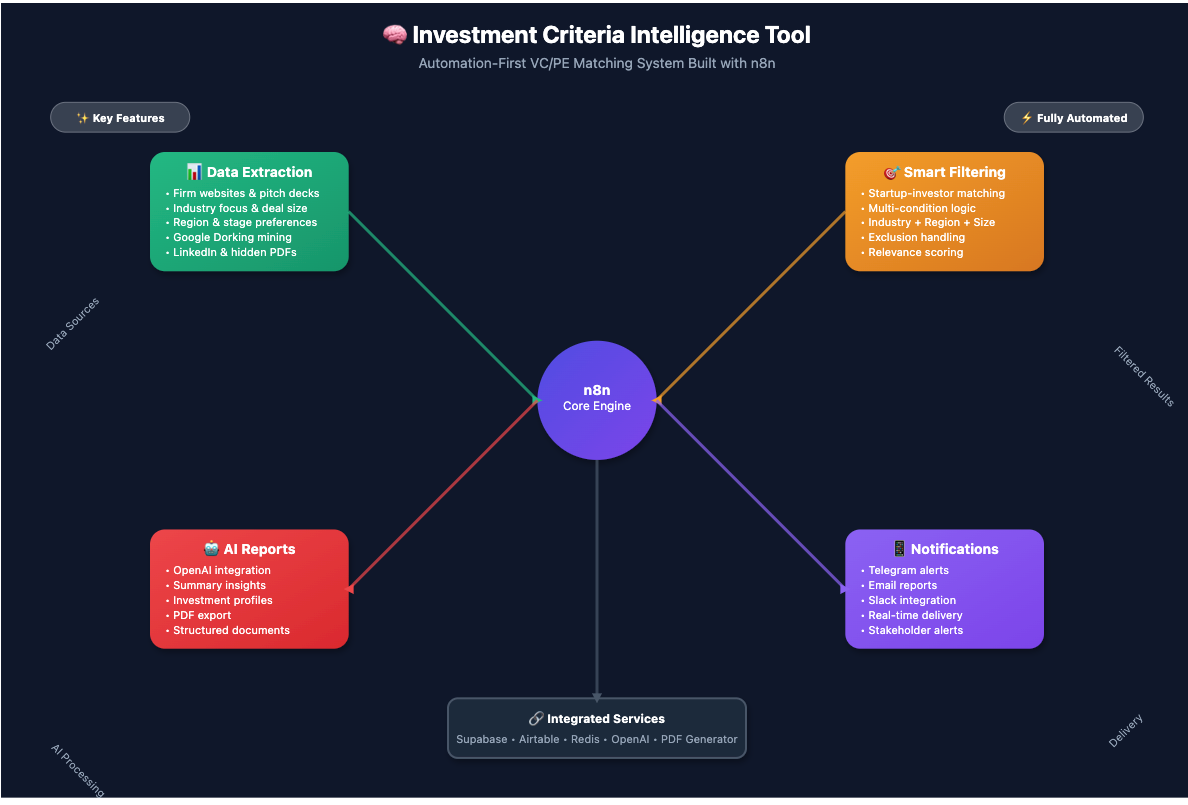 🧠 Investment Criteria Intelligence Tool
Automation-First VC/PE Matching System Built with n8n
✨ Key Features
⚡ Fully Automated
📊 Data Extraction
• Firm websites & pitch decks
• Industry focus & deal size
• Region & stage preferences
• Google Dorking mining
• LinkedIn & hidden PDFs
🎯 Smart Filtering
• Startup-investor matching
• Multi-condition logic
• Industry + Region + Size
• Exclusion handling
• Relevance scoring
Data Sources
Filtered Results
n8n
Core Engine
🤖 AI Reports
• OpenAI integration
• Summary insights
• Investment profiles
• PDF export
• Structured documents
📱 Notifications
• Telegram alerts
• Email reports
• Slack integration
• Real-time delivery
• Stakeholder alerts
🔗 Integrated Services
Supabase • Airtable • Redis • OpenAI • PDF Generator
AI Processing
Delivery